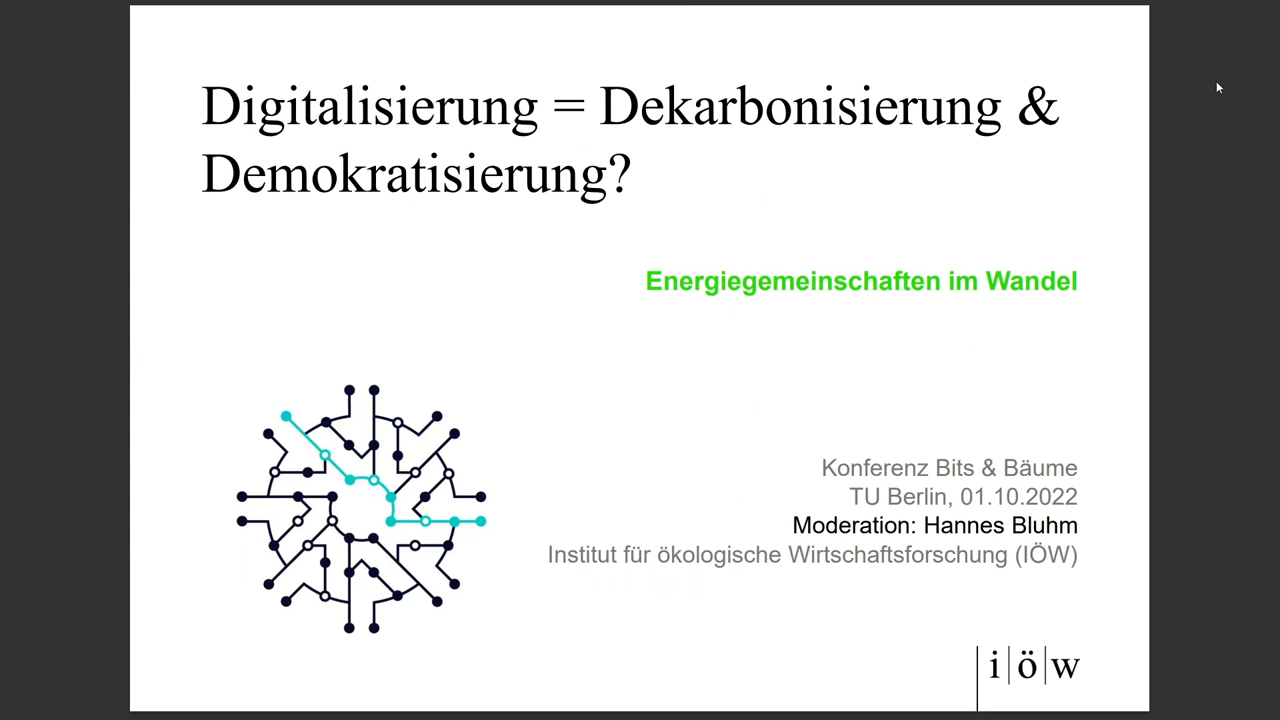 Digitalisierung = Dekarbonisierung &
Demokratisierung?
Energiegemeinschaften im Wandel
Konferenz Bits & Bäume
TU Berlin, 01.10.2022
Moderation: Hannes Bluhm
Institut für ökologische Wirtschaftsforschung (IÖW)
|i|ö|w